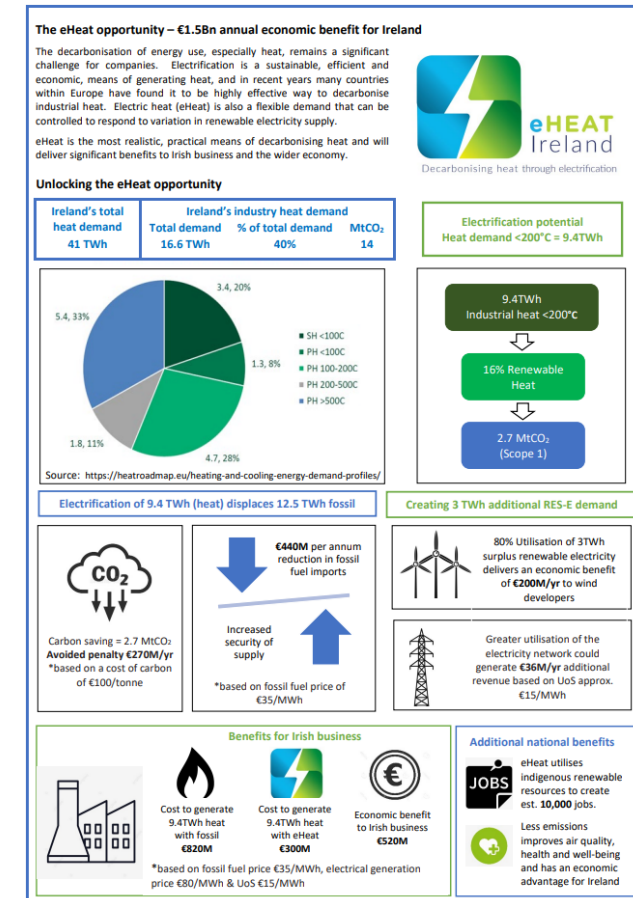 The eHeat opportunity – €1.5Bn annual economic benefit for Ireland
The decarbonisation of energy use, especially heat, remains a significant
challenge for companies. Electrification is a sustainable, efficient and
economic, means of generating heat, and in recent years many countries
within Europe have found it to be highly effective way to decarbonise
industrial heat. Electric heat (eHeat) is also a flexible demand that can be
controlled to respond to variation in renewable electricity supply.
eHeat is the most realistic, practical means of decarbonising heat and will
deliver significant benefits to Irish business and the wider economy.
eHEAT
Ireland
Decarbonising heat through electrification
Unlocking the eHeat opportunity
Ireland's total
heat demand
41 TWh
Ireland's industry heat demand
Total demand % of total demand MtCO₂
16.6 TWh 40% 14
Electrification potential
Heat demand <200°C = 9.4TWh
3.4, 20%
1.3, 8%
4.7, 28%
1.8, 11%
5.4, 33%
SH <100C
PH <100C
PH 100-200C
PH 200-500C
PH >500C
Source: https://heatroadmap.eu/heating-and-cooling-energy-demand-profiles/
9.4TWh
Industrial heat <200°C
16% Renewable
Heat
2.7 MtCO₂
(Scope 1)
Electrification of 9.4 TWh (heat) displaces 12.5 TWh fossil
Creating 3 TWh additional RES-E demand
CO₂
Carbon saving = 2.7 MtCO₂
Avoided penalty €270M/yr
*based on a cost of carbon
of €100/tonne
€440M per annum
reduction in fossil
fuel imports
Increased
security of
supply
*based on fossil fuel price of
€35/MWh
80% Utilisation of 3TWh
surplus renewable electricity
delivers an economic benefit
of €200M/yr to wind
developers
Greater utilisation of the
electricity network could
generate €36M/yr additional
revenue based on UoS approx.
€15/MWh
Benefits for Irish business
Cost to generate
9.4TWh heat
with fossil
€820M
Cost to generate
9.4TWh heat
with eHeat
€300M
€
Economic benefit
to Irish business
€520M
*based on fossil fuel price €35/MWh, electrical generation
price €80/MWh & UoS €15/MWh
Additional national benefits
JOBS
eHeat utilises
indigenous renewable
resources to create
est. 10,000 jobs.
Less emissions
improves air quality,
health and well-being
and has an economic
advantage for Ireland